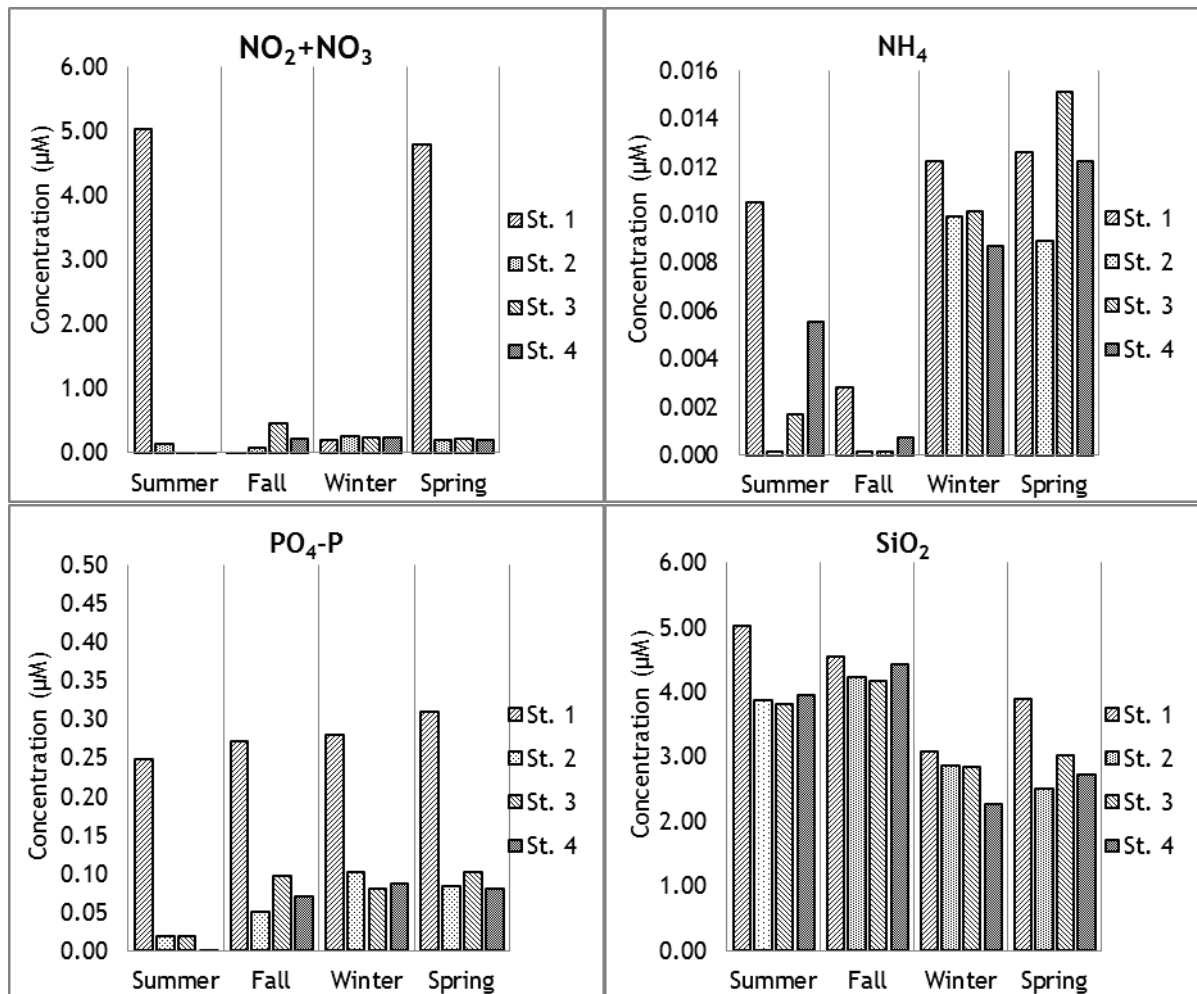 NO₂+NO₃
Concentration (µM)
6.00
5.00
4.00
3.00
2.00
1.00
0.00
Summer Fall Winter Spring
St. 1
St. 2
St. 3
St. 4
NH₄
Concentration (µM)
0.016
0.014
0.012
0.010
0.008
0.006
0.004
0.002
0.000
Summer Fall Winter Spring
St. 1
St. 2
St. 3
St. 4
PO₄-P
Concentration (µM)
0.50
0.45
0.40
0.35
0.30
0.25
0.20
0.15
0.10
0.05
0.00
Summer Fall Winter Spring
St. 1
St. 2
St. 3
St. 4
SiO₂
Concentration (µM)
6.00
5.00
4.00
3.00
2.00
1.00
0.00
Summer Fall Winter Spring
St. 1
St. 2
St. 3
St. 4